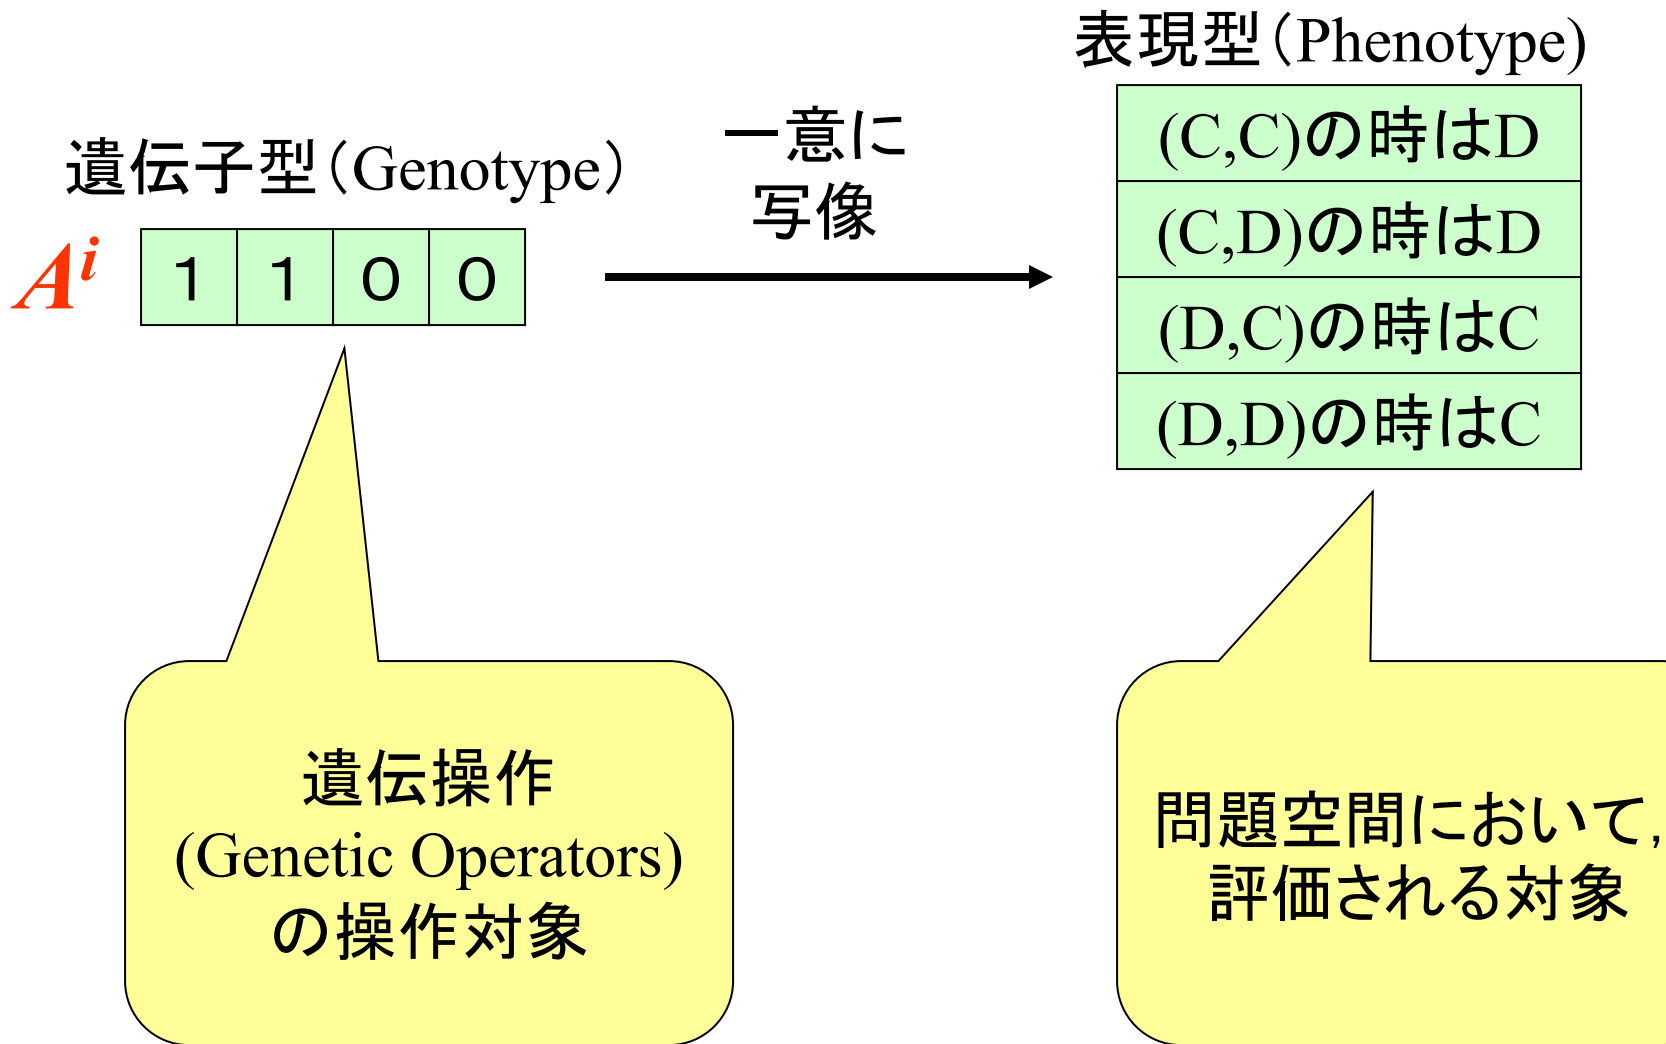 遺伝子型（Genotype）
Aⁱ
１ １ ０ ０
一意に
写像
表現型（Phenotype)
(C,C)の時はD
(C,D)の時はD
(D,C)の時はC
(D,D)の時はC
遺伝操作
(Genetic Operators)
の操作対象
問題空間において,
評価される対象